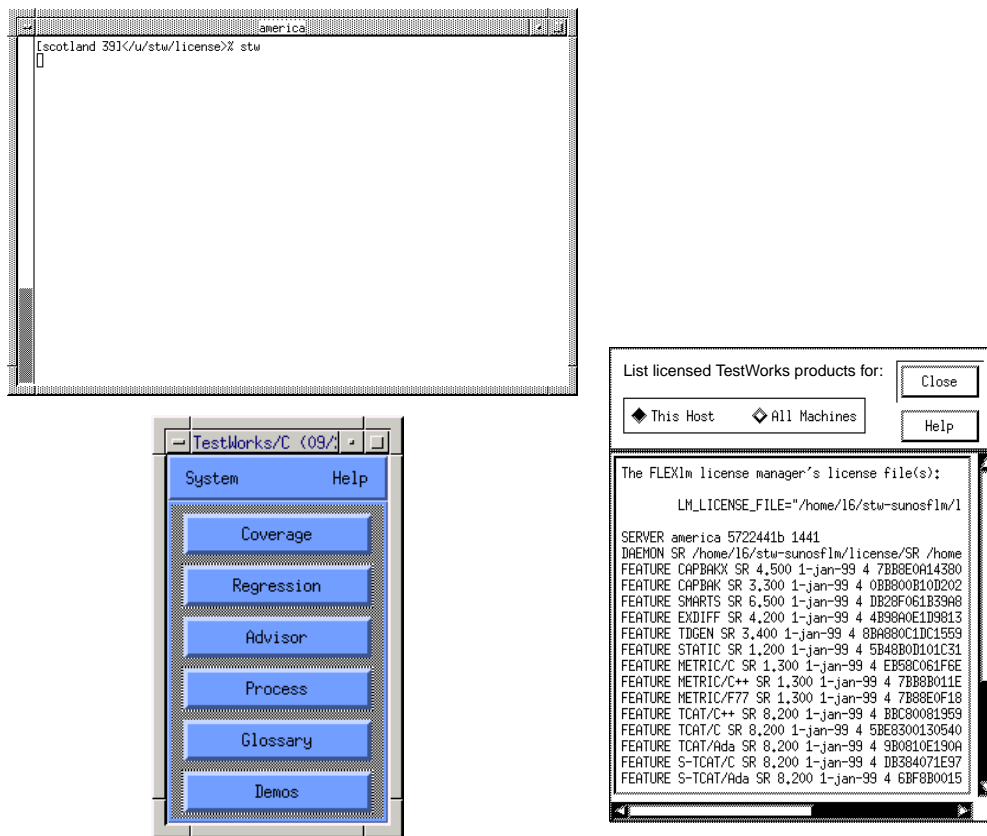 america
[scotland 39]</u/stw/license>% stw
TestWorks/C (09/
System Help
Coverage
Regression
Advisor
Process
Glossary
Demos
List licensed TestWorks products for:
Close
This Host All Machines
Help
The FLEXlm license manager's license file(s):
LM_LICENSE_FILE="/home/l6/stw-sunosflm/l
SERVER america 5722441b 1441
DAEMON SR /home/l6/stw-sunosflm/license/SR /home
FEATURE CAPBAKX SR 4.500 1-jan-99 4 7BB8E0A14380
FEATURE CAPBAK SR 3.300 1-jan-99 4 0BB800B10D202
FEATURE SMARTS SR 6.500 1-jan-99 4 DB28F061B39A8
FEATURE EXDIFF SR 4.200 1-jan-99 4 4B98A0E1D9813
FEATURE TDGEN SR 3.400 1-jan-99 4 8BA880C1DC1559
FEATURE STATIC SR 1.200 1-jan-99 4 5B48B0D101C31
FEATURE METRIC/C SR 1.300 1-jan-99 4 EB58C061F6E
FEATURE METRIC/C++ SR 1.300 1-jan-99 4 7BB8B011E
FEATURE METRIC/F77 SR 1.300 1-jan-99 4 7B88E0F18
FEATURE TCAT/C++ SR 8.200 1-jan-99 4 BBC80081959
FEATURE TCAT/C SR 8.200 1-jan-99 4 5BE8300130540
FEATURE TCAT/Ada SR 8.200 1-jan-99 4 9B0810E190A
FEATURE S-TCAT/C SR 8.200 1-jan-99 4 DB384071E97
FEATURE S-TCAT/Ada SR 8.200 1-jan-99 4 6BF8B0015